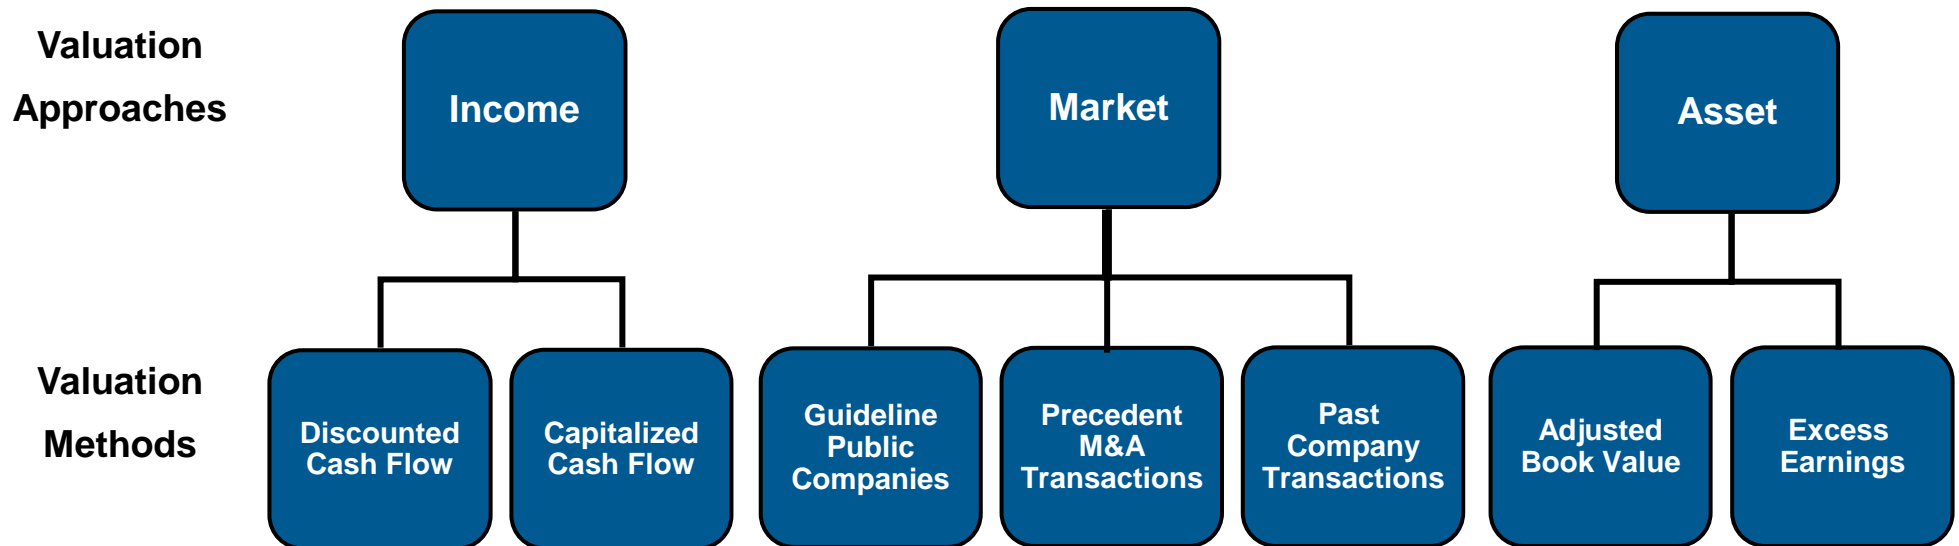 Valuation
Approaches
Income
Market
Asset
Valuation
Methods
Discounted
Cash Flow
Capitalized
Cash Flow
Guideline
Public
Companies
Precedent
M&A
Transactions
Past
Company
Transactions
Adjusted
Book Value
Excess
Earnings